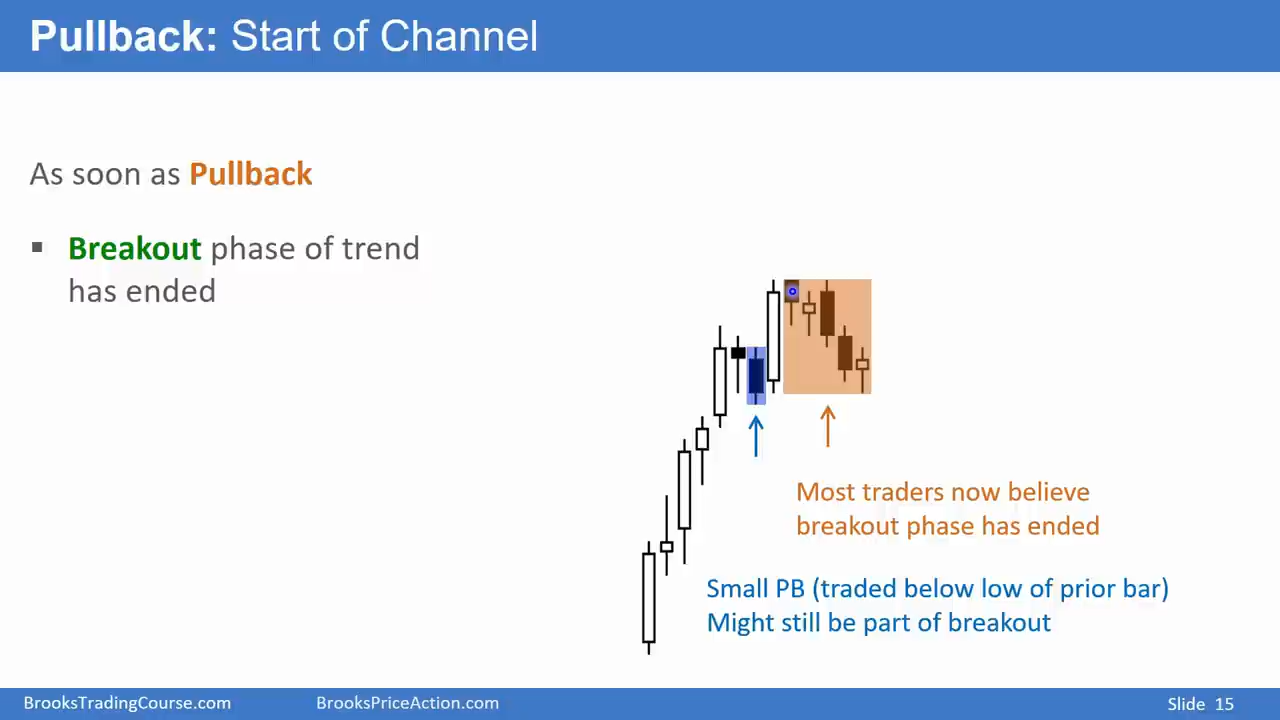 Pullback: Start of Channel
As soon as Pullback
▪ Breakout phase of trend
has ended
Most traders now believe
breakout phase has ended
Small PB (traded below low of prior bar)
Might still be part of breakout
BrooksTradingCourse.com
BrooksPriceAction.com
Slide 15